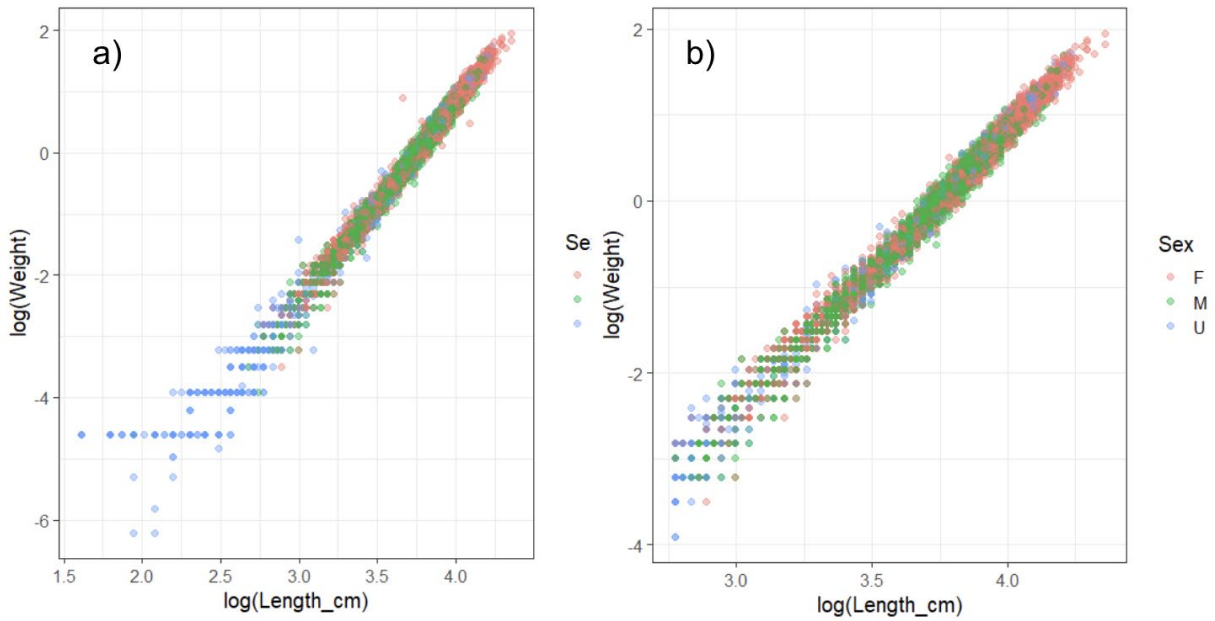 a)
2
0
-2
-4
-6
log(Weight)
1.5 2.0 2.5 3.0 3.5 4.0
log(Length_cm)
Se
b)
2
0
-2
-4
log(Weight)
3.0 3.5 4.0
log(Length_cm)
Sex
F
M
U